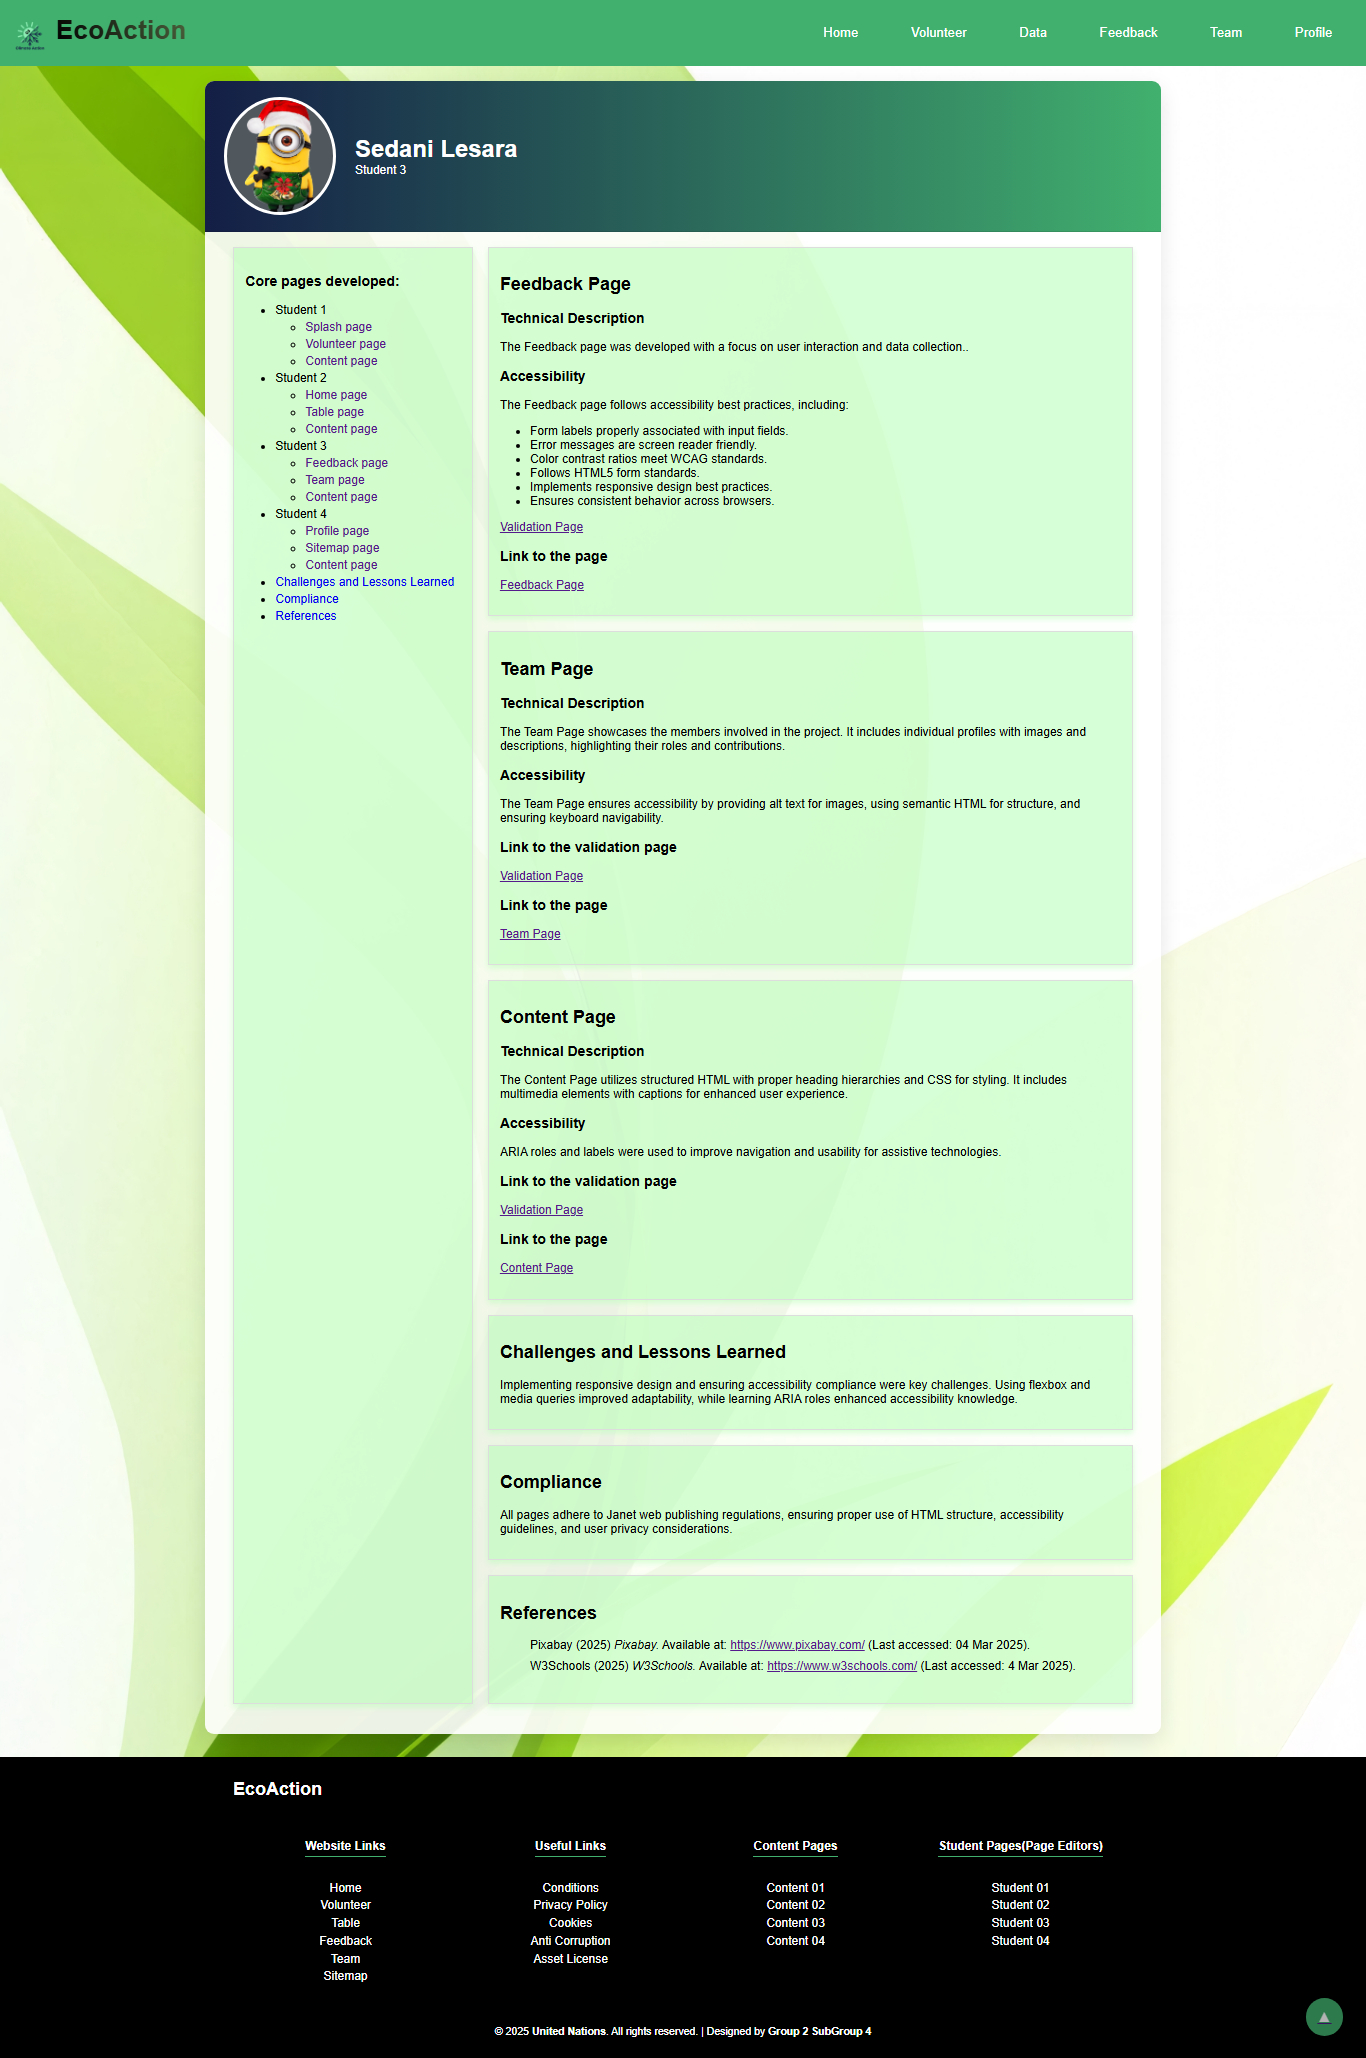 EcoAction
Home
Volunteer
Data
Feedback
Team
Profile
Sedani Lesara
Student 3
Core pages developed:
Student 1
Splash page
Volunteer page
Content page
Student 2
Home page
Table page
Content page
Student 3
Feedback page
Team page
Content page
Student 4
Profile page
Sitemap page
Content page
Challenges and Lessons Learned
Compliance
References
Feedback Page
Technical Description
The Feedback page was developed with a focus on user interaction and data collection..
Accessibility
The Feedback page follows accessibility best practices, including:
Form labels properly associated with input fields.
Error messages are screen reader friendly.
Color contrast ratios meet WCAG standards.
Follows HTML5 form standards.
Implements responsive design best practices.
Ensures consistent behavior across browsers.
Validation Page
Link to the page
Feedback Page
Team Page
Technical Description
The Team Page showcases the members involved in the project. It includes individual profiles with images and
descriptions, highlighting their roles and contributions.
Accessibility
The Team Page ensures accessibility by providing alt text for images, using semantic HTML for structure, and
ensuring keyboard navigability.
Link to the validation page
Validation Page
Link to the page
Team Page
Content Page
Technical Description
The Content Page utilizes structured HTML with proper heading hierarchies and CSS for styling. It includes
multimedia elements with captions for enhanced user experience.
Accessibility
ARIA roles and labels were used to improve navigation and usability for assistive technologies.
Link to the validation page
Validation Page
Link to the page
Content Page
Challenges and Lessons Learned
Implementing responsive design and ensuring accessibility compliance were key challenges. Using flexbox and
media queries improved adaptability, while learning ARIA roles enhanced accessibility knowledge.
Compliance
All pages adhere to Janet web publishing regulations, ensuring proper use of HTML structure, accessibility
guidelines, and user privacy considerations.
References
Pixabay (2025) Pixabay. Available at: https://www.pixabay.com/ (Last accessed: 04 Mar 2025).
W3Schools (2025) W3Schools. Available at: https://www.w3schools.com/ (Last accessed: 4 Mar 2025).
EcoAction
Website Links
Home
Volunteer
Table
Feedback
Team
Sitemap
Useful Links
Conditions
Privacy Policy
Cookies
Anti Corruption
Asset License
Content Pages
Content 01
Content 02
Content 03
Content 04
Student Pages(Page Editors)
Student 01
Student 02
Student 03
Student 04
© 2025 United Nations. All rights reserved. | Designed by Group 2 SubGroup 4